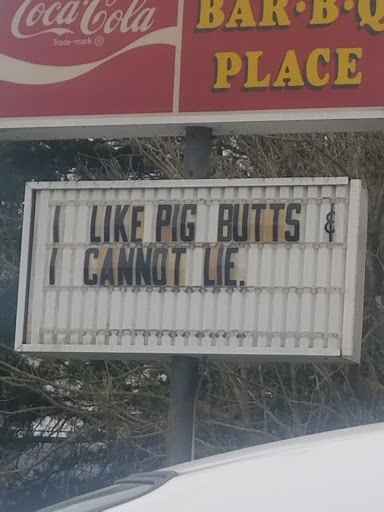 Coca-Cola
Trade-mark ®
BAR·B·Q
PLACE
I LIKE PIG BUTTS &
I CANNOT LIE.